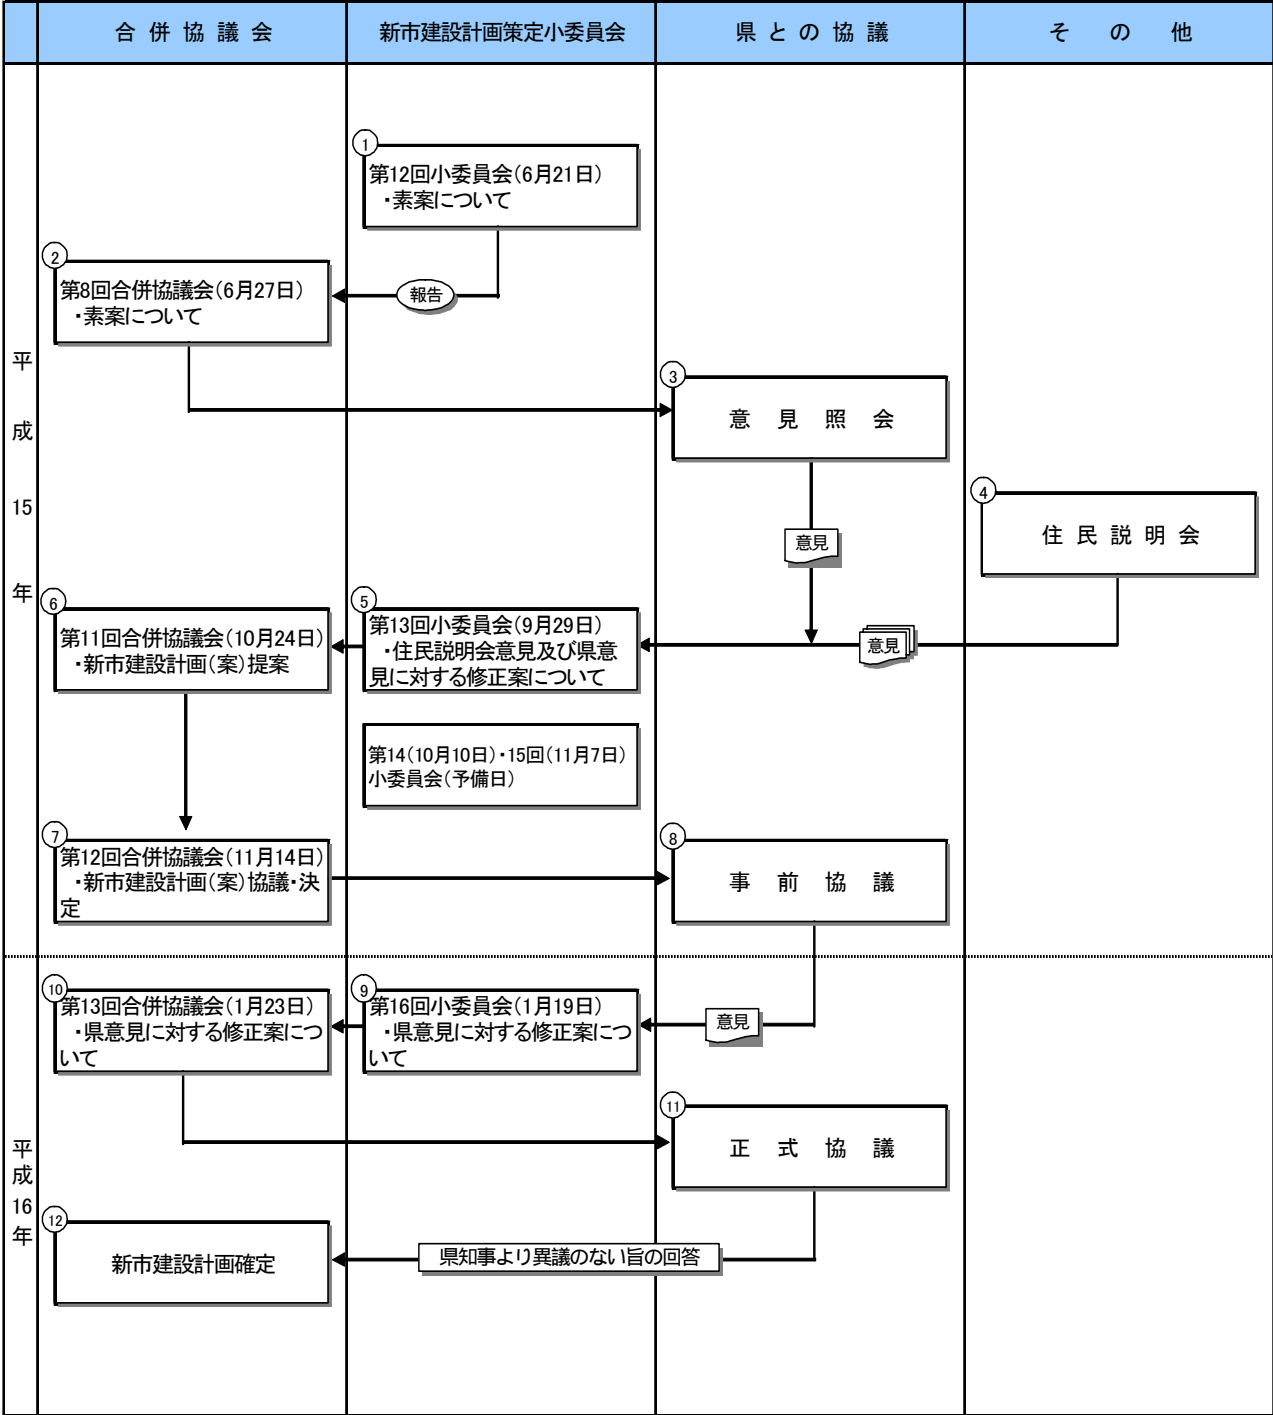 合併協議会
新市建設計画策定小委員会
県との協議
その他
平成15年
①
第12回小委員会(6月21日)
・素案について
②
第8回合併協議会(6月27日)
・素案について
報告
③
意見照会
④
住民説明会
意見
意見
⑤
第13回小委員会(9月29日)
・住民説明会意見及び県意
見に対する修正案について
⑥
第11回合併協議会(10月24日)
・新市建設計画(案)提案
第14(10月10日)・15回(11月7日)
小委員会(予備日)
⑦
第12回合併協議会(11月14日)
・新市建設計画(案)協議・決
定
⑧
事前協議
平成16年
意見
⑨
第16回小委員会(1月19日)
・県意見に対する修正案につ
いて
⑩
第13回合併協議会(1月23日)
・県意見に対する修正案につ
いて
⑪
正式協議
県知事より異議のない旨の回答
⑫
新市建設計画確定